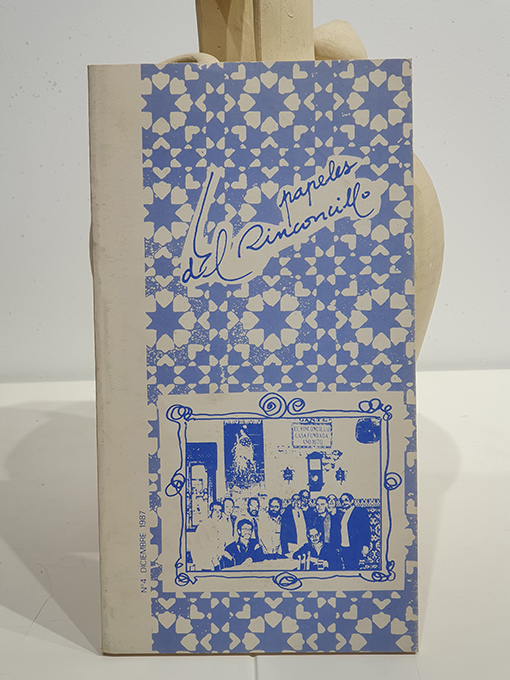 papeles
del Rinconcillo
Nº4 DICIEMBRE 1987
EL RINCONCILLO
CASA FUNDADA